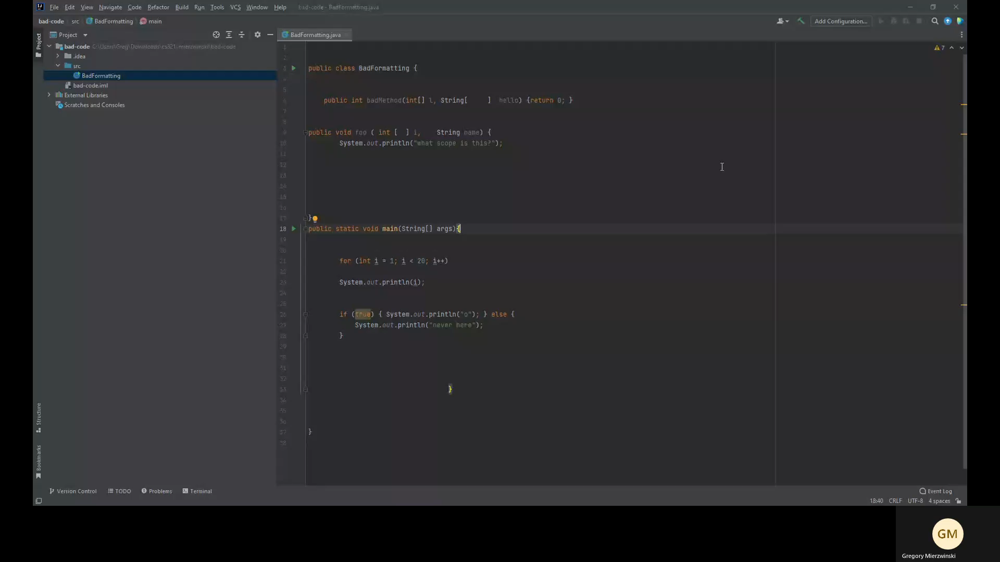 File Edit View Navigate Code Refactor Build Run Tools VCS Window Help bad-code - BadFormatting.java
bad-code src BadFormatting main Add Configuration...
Project Project BadFormatting.java
bad-code C:\Users\Greg\Downloads\cs321-mierzwinski\bad-code
.idea
src
BadFormatting
bad-code.iml
External Libraries
Scratches and Consoles
7
1
2
3 public class BadFormatting {
4
5
6 public int badMethod(int[] l, String[     ]  hello) {return 0; }
7
8
9 public void foo ( int [  ] i,    String name) {
10 System.out.println("what scope is this?");
11
12
13
14
15
16
17 }
18 public static void main(String[] args){
19
20
21 for (int i = 1; i < 20; i++)
22
23 System.out.println(i);
24
25
26 if (true) { System.out.println("o"); } else {
27 System.out.println("never here");
28 }
29
30
31
32
33 }
34
35
36
37 }
38
Structure
Bookmarks
Version Control TODO Problems Terminal Event Log
18:40 CRLF UTF-8 4 spaces
GM
Gregory Mierzwinski